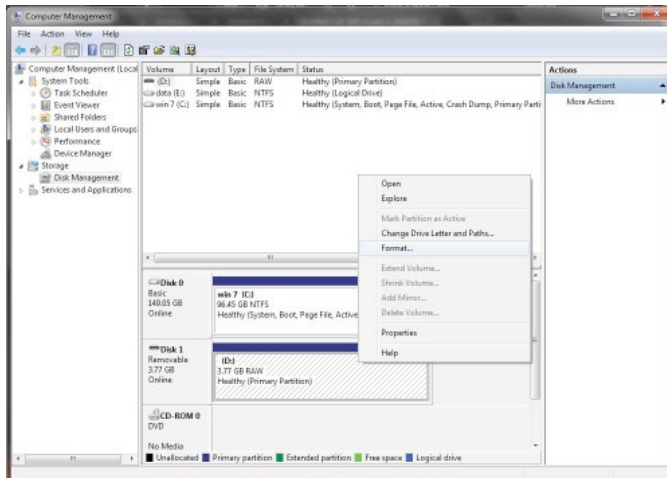 Computer Management
File Action View Help
Computer Management (Local
System Tools
Task Scheduler
Event Viewer
Shared Folders
Local Users and Groups
Performance
Device Manager
Storage
Disk Management
Services and Applications
Volume Layout Type File System Status
(D:) Simple Basic RAW Healthy (Primary Partition)
data (E:) Simple Basic NTFS Healthy (Logical Drive)
win 7 (C:) Simple Basic NTFS Healthy (System, Boot, Page File, Active, Crash Dump, Primary Parti
Actions
Disk Management
More Actions
Open
Explore
Mark Partition as Active
Change Drive Letter and Paths...
Format...
Extend Volume...
Shrink Volume...
Add Mirror...
Delete Volume...
Properties
Help
Disk 0
Basic
149.05 GB
Online
win 7 (C:)
96.45 GB NTFS
Healthy (System, Boot, Page File, Active
Disk 1
Removable
3.77 GB
Online
(D:)
3.77 GB RAW
Healthy (Primary Partition)
CD-ROM 0
DVD
No Media
Unallocated Primary partition Extended partition Free space Logical drive